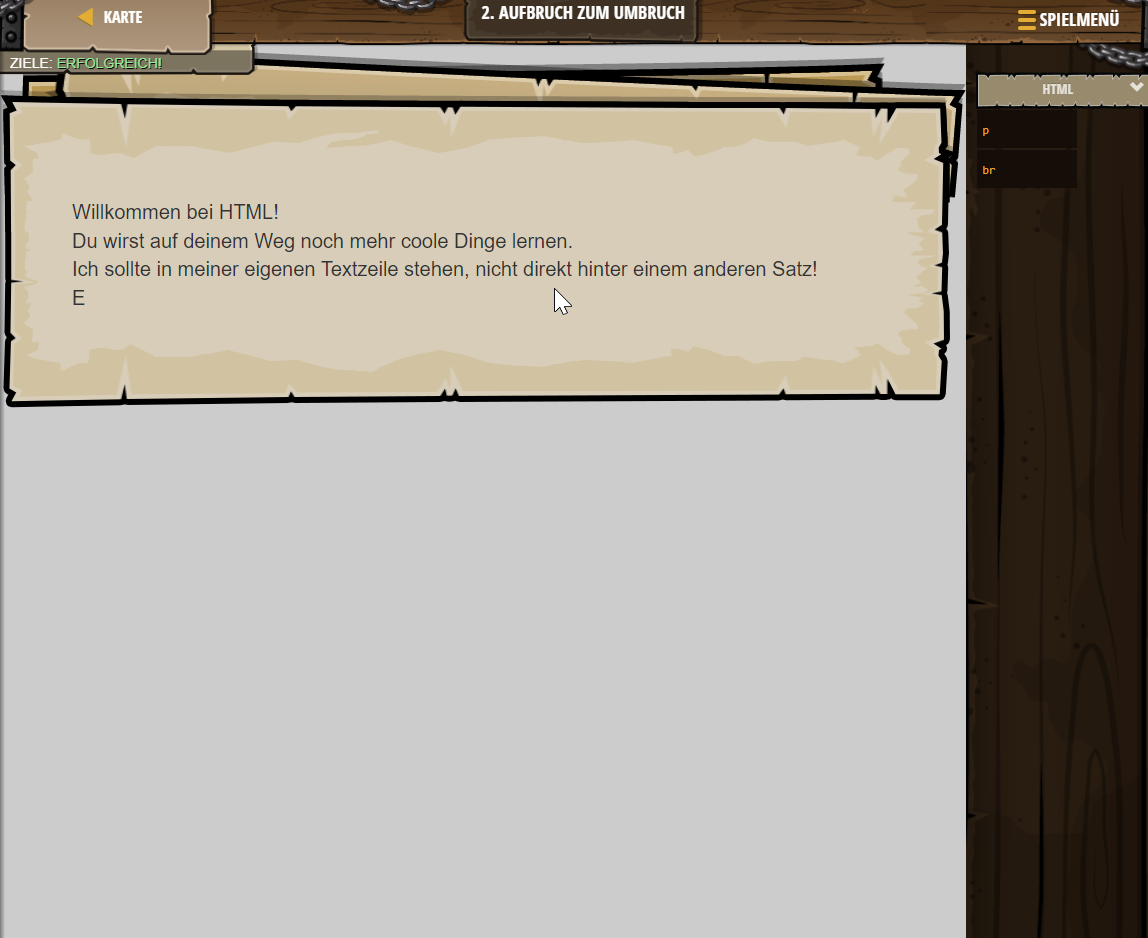 KARTE
2. AUFBRUCH ZUM UMBRUCH
SPIELMENÜ
ZIELE: ERFOLGREICH!
HTML
p
br
Willkommen bei HTML!
Du wirst auf deinem Weg noch mehr coole Dinge lernen.
Ich sollte in meiner eigenen Textzeile stehen, nicht direkt hinter einem anderen Satz!
E